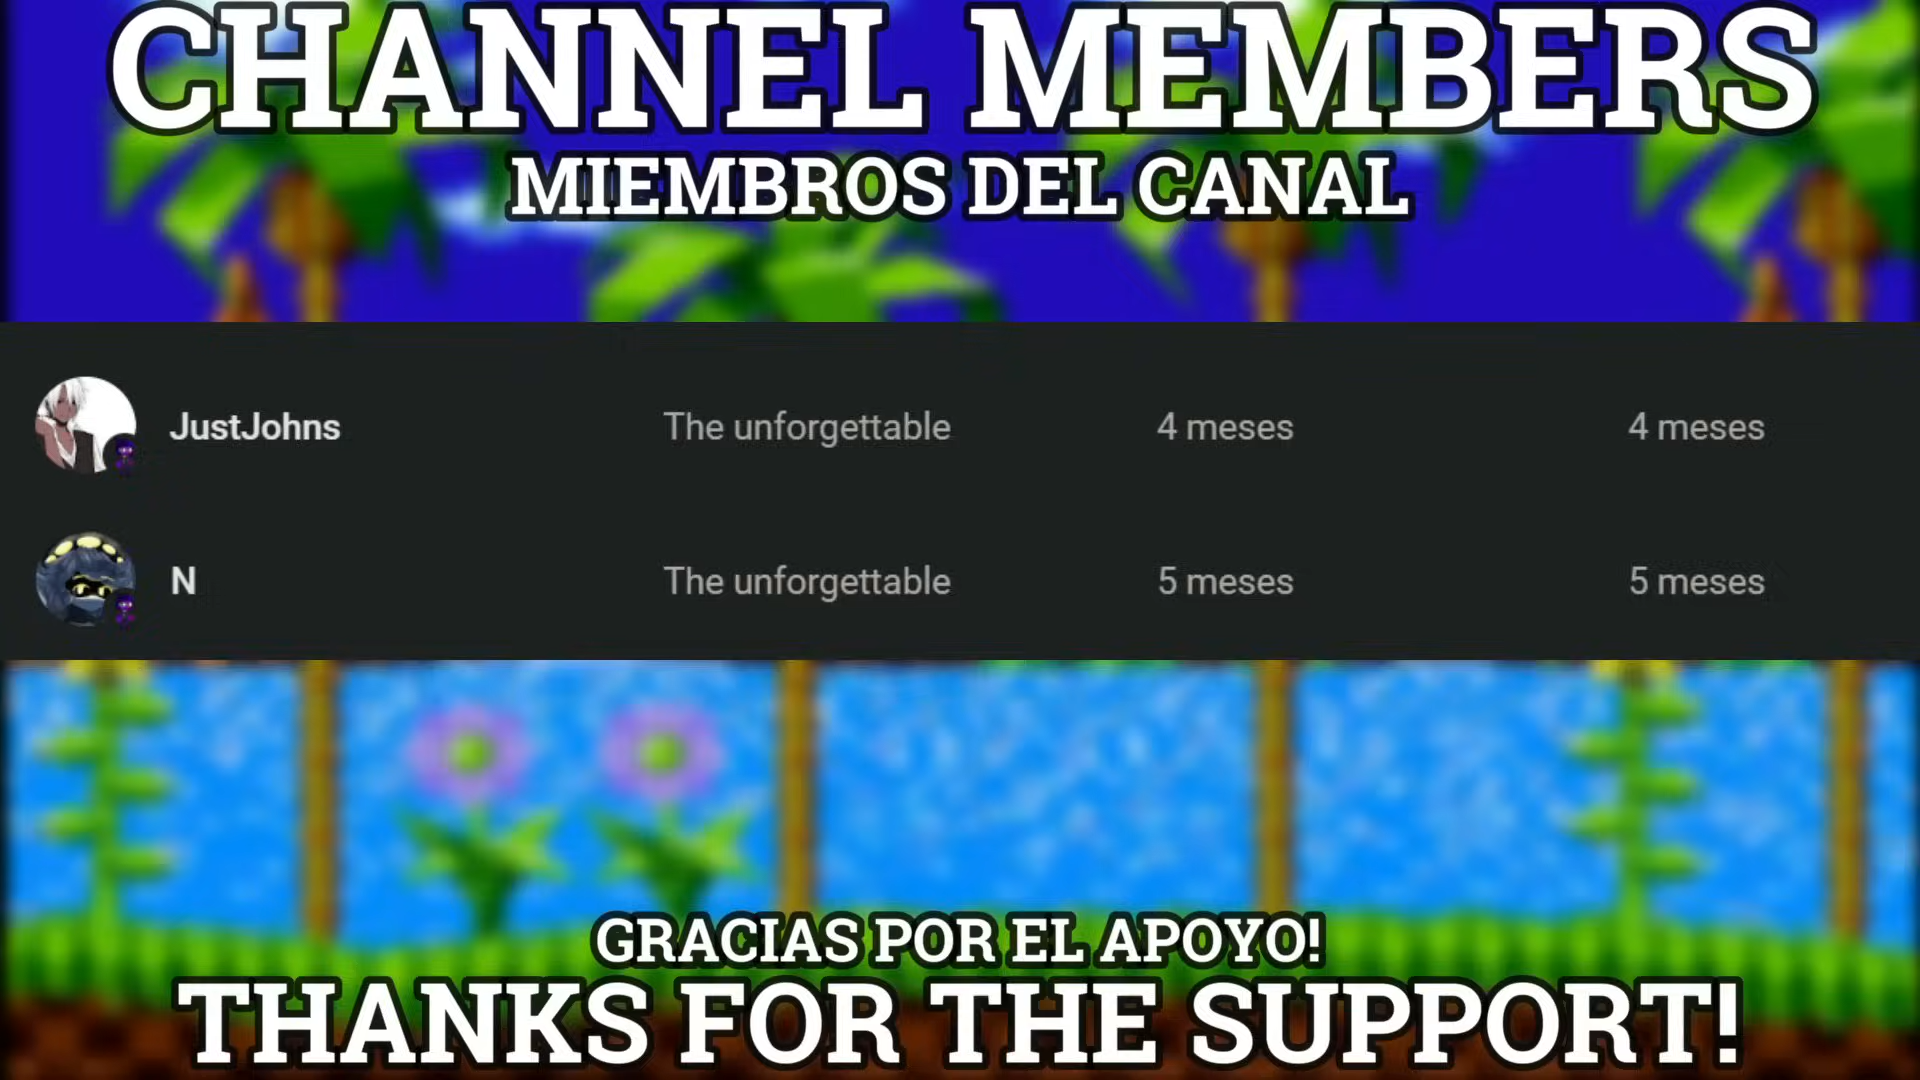 CHANNEL MEMBERS
MIEMBROS DEL CANAL
JustJohns The unforgettable 4 meses 4 meses
N The unforgettable 5 meses 5 meses
GRACIAS POR EL APOYO!
THANKS FOR THE SUPPORT!